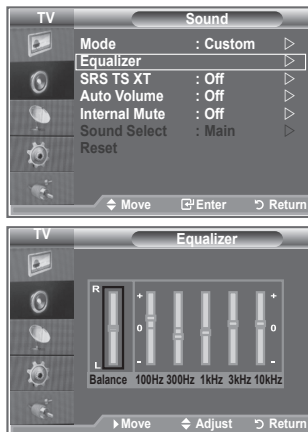 TV Sound
Mode : Custom
Equalizer
SRS TS XT : Off
Auto Volume : Off
Internal Mute : Off
Sound Select : Main
Reset
Move Enter Return
TV Equalizer
R
+ +
0 0
- -
L
Balance 100Hz 300Hz 1kHz 3kHz 10kHz
Move Adjust Return